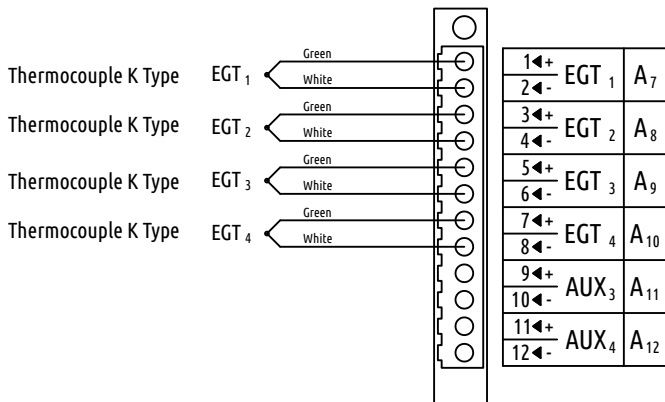 Thermocouple K Type EGT 1 Green
White
Thermocouple K Type EGT 2 Green
White
Thermocouple K Type EGT 3 Green
White
Thermocouple K Type EGT 4 Green
White
1◀+ EGT 1 A7
2◀-
3◀+ EGT 2 A8
4◀-
5◀+ EGT 3 A9
6◀-
7◀+ EGT 4 A10
8◀-
9◀+ AUX3 A11
10◀-
11◀+ AUX4 A12
12◀-